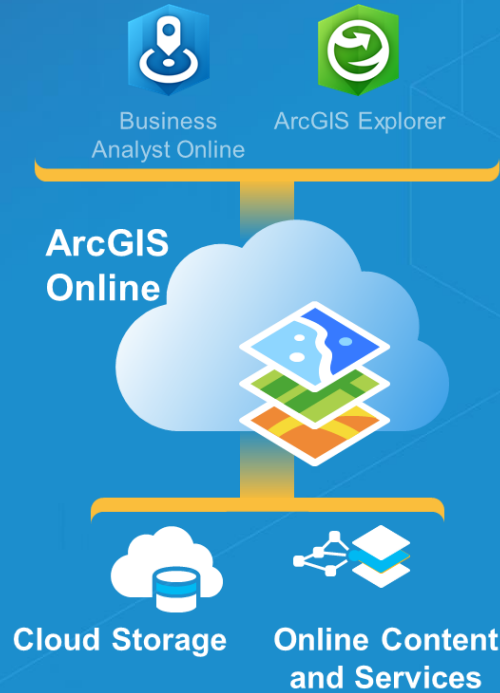 Business
Analyst Online
ArcGIS Explorer
ArcGIS
Online
Cloud Storage
Online Content
and Services